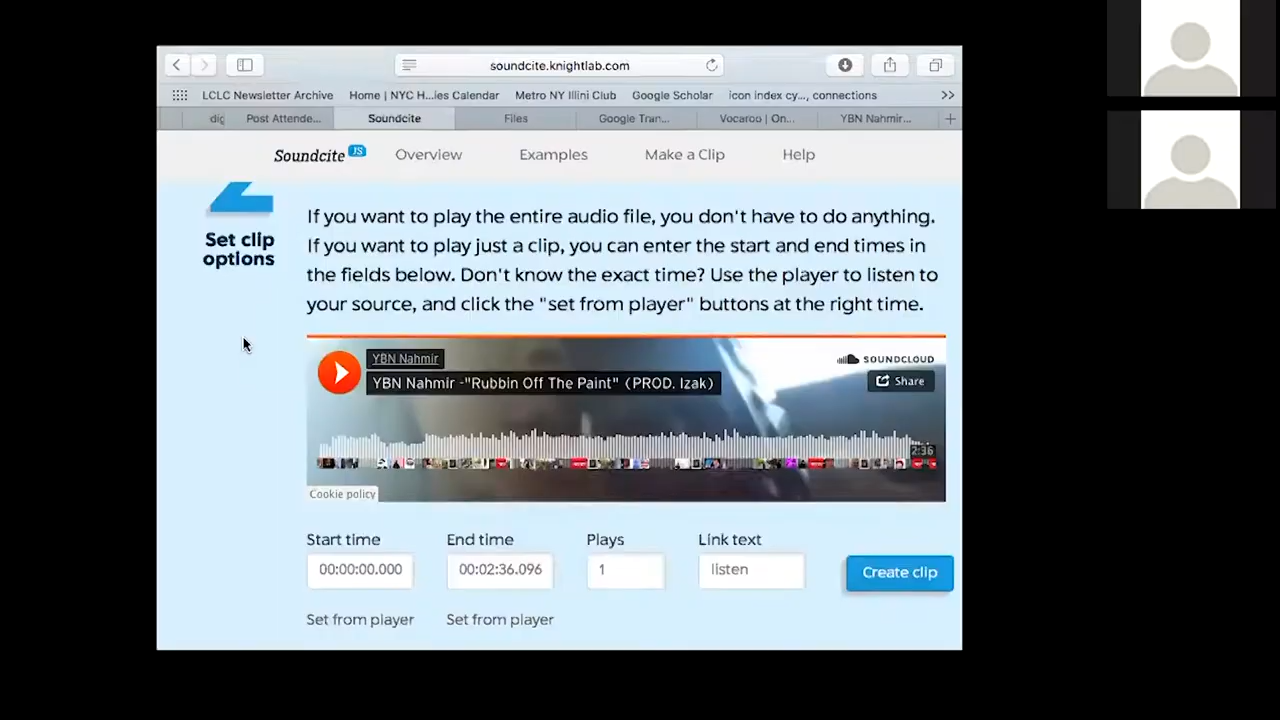 soundcite.knightlab.com
LCLC Newsletter Archive Home | NYC H...ies Calendar Metro NY Illini Club Google Scholar icon index cy..., connections
dig Post Attende... Soundcite Files Google Tran... Vocaroo | On... YBN Nahmir...
Soundcite JS Overview Examples Make a Clip Help
2
Set clip
options
If you want to play the entire audio file, you don't have to do anything.
If you want to play just a clip, you can enter the start and end times in
the fields below. Don't know the exact time? Use the player to listen to
your source, and click the "set from player" buttons at the right time.
YBN Nahmir
SOUNDCLOUD
YBN Nahmir -"Rubbin Off The Paint" (PROD. Izak)
Share
2:36
Cookie policy
Start time End time Plays Link text
00:00:00.000 00:02:36.096 1 listen Create clip
Set from player Set from player